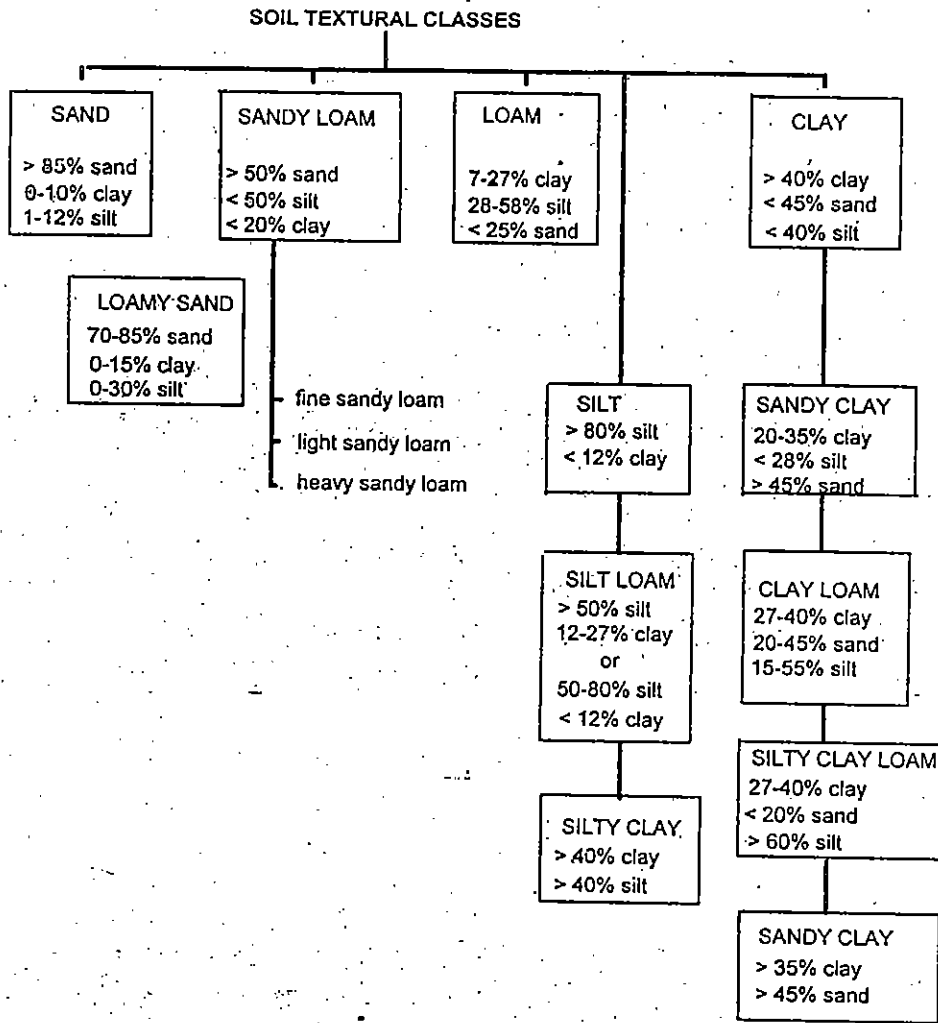 SOIL TEXTURAL CLASSES
SAND
> 85% sand
0-10% clay
1-12% silt
SANDY LOAM
> 50% sand
< 50% silt
< 20% clay
LOAM
7-27% clay
28-58% silt
< 25% sand
CLAY
> 40% clay
< 45% sand
< 40% silt
LOAMY SAND
70-85% sand
0-15% clay
0-30% silt
fine sandy loam
light sandy loam
heavy sandy loam
SILT
> 80% silt
< 12% clay
SANDY CLAY
20-35% clay
< 28% silt
> 45% sand
SILT LOAM
> 50% silt
12-27% clay
or
50-80% silt
< 12% clay
CLAY LOAM
27-40% clay
20-45% sand
15-55% silt
SILTY CLAY LOAM
27-40% clay
< 20% sand
> 60% silt
SILTY CLAY
> 40% clay
> 40% silt
SANDY CLAY
> 35% clay
> 45% sand